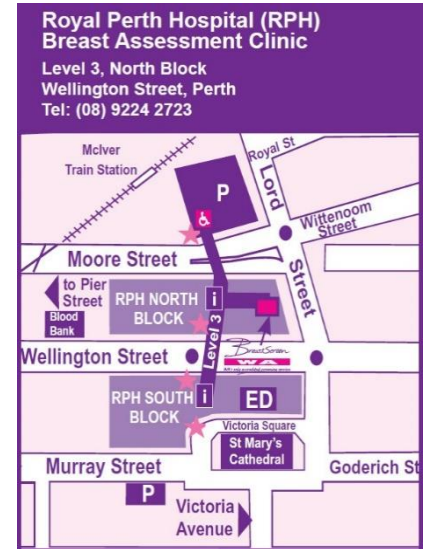 Royal Perth Hospital (RPH)
Breast Assessment Clinic
Level 3, North Block
Wellington Street, Perth
Tel: (08) 9224 2723
McIver
Train Station
Royal St
P
Lord
Street
Wittenoom
Street
Moore Street
to Pier
Street
Blood
Bank
RPH NORTH
BLOCK
i
Level 3
BreastScreen
WA
Wellington Street
RPH SOUTH
BLOCK
i
ED
Victoria Square
St Mary's
Cathedral
Murray Street
Goderich St
P
Victoria
Avenue